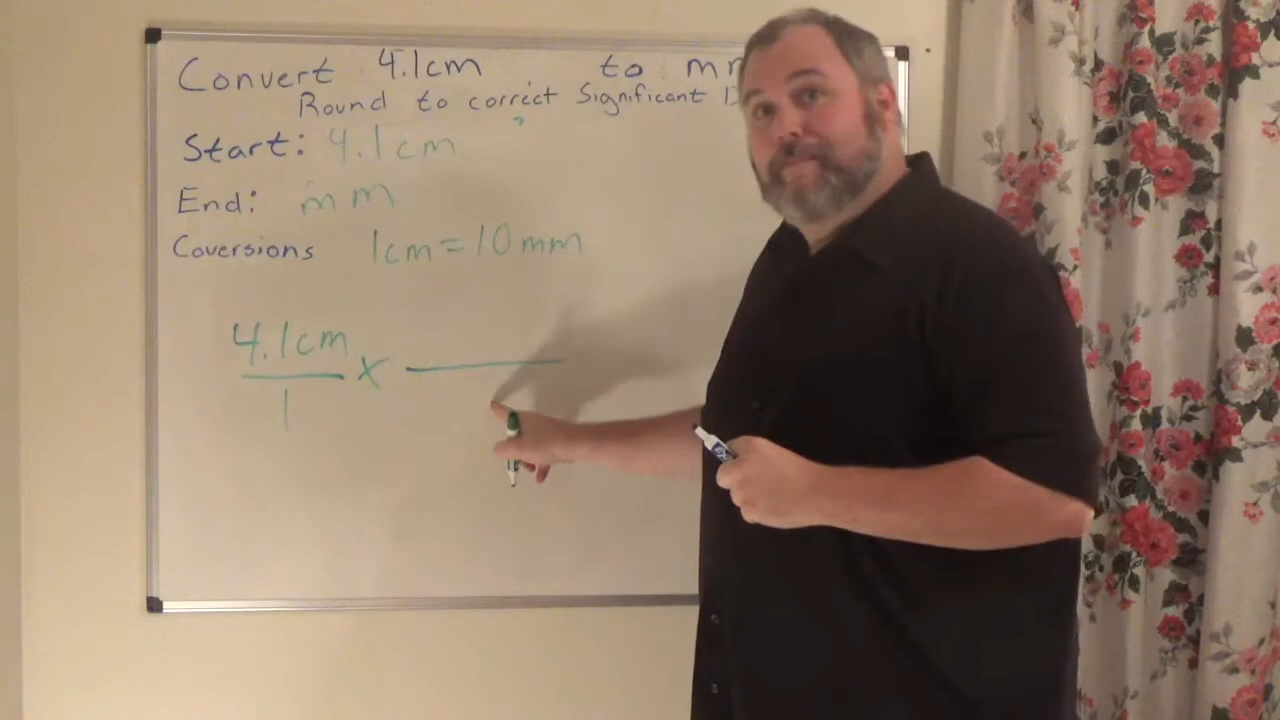 Convert 4.1cm to
Round to correct Significant
Start: 4.1cm
End: mm
Coversions 1cm=10mm
4.1cm
x
1